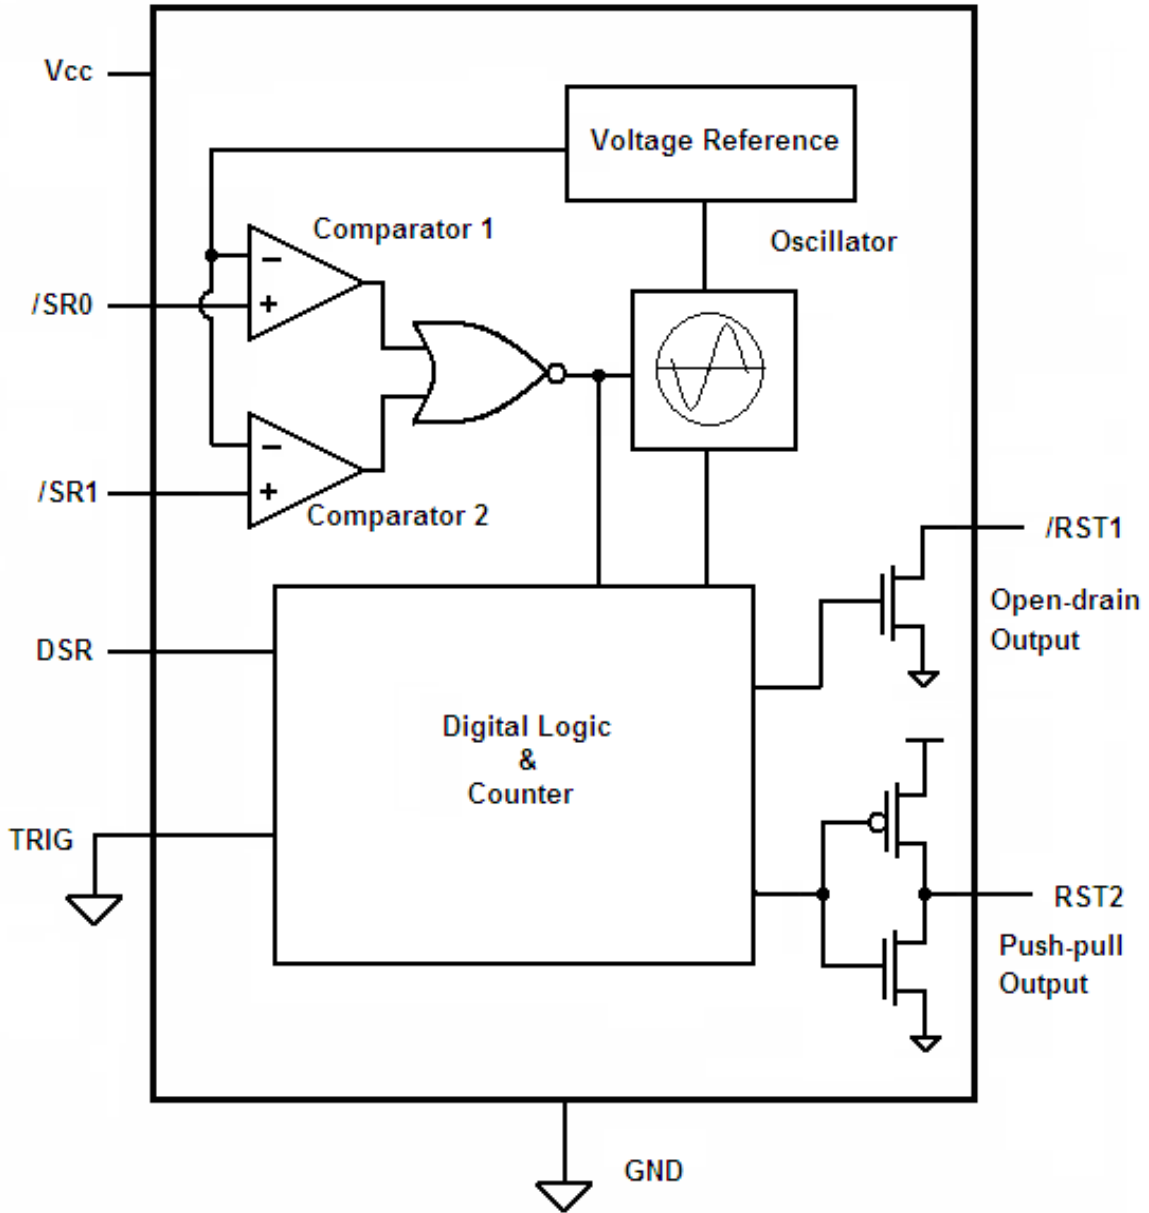 Vcc
Voltage Reference
Comparator 1
Oscillator
/SR0
−
+
/SR1
−
+
Comparator 2
/RST1
Open-drain
Output
DSR
Digital Logic
&
Counter
TRIG
RST2
Push-pull
Output
GND